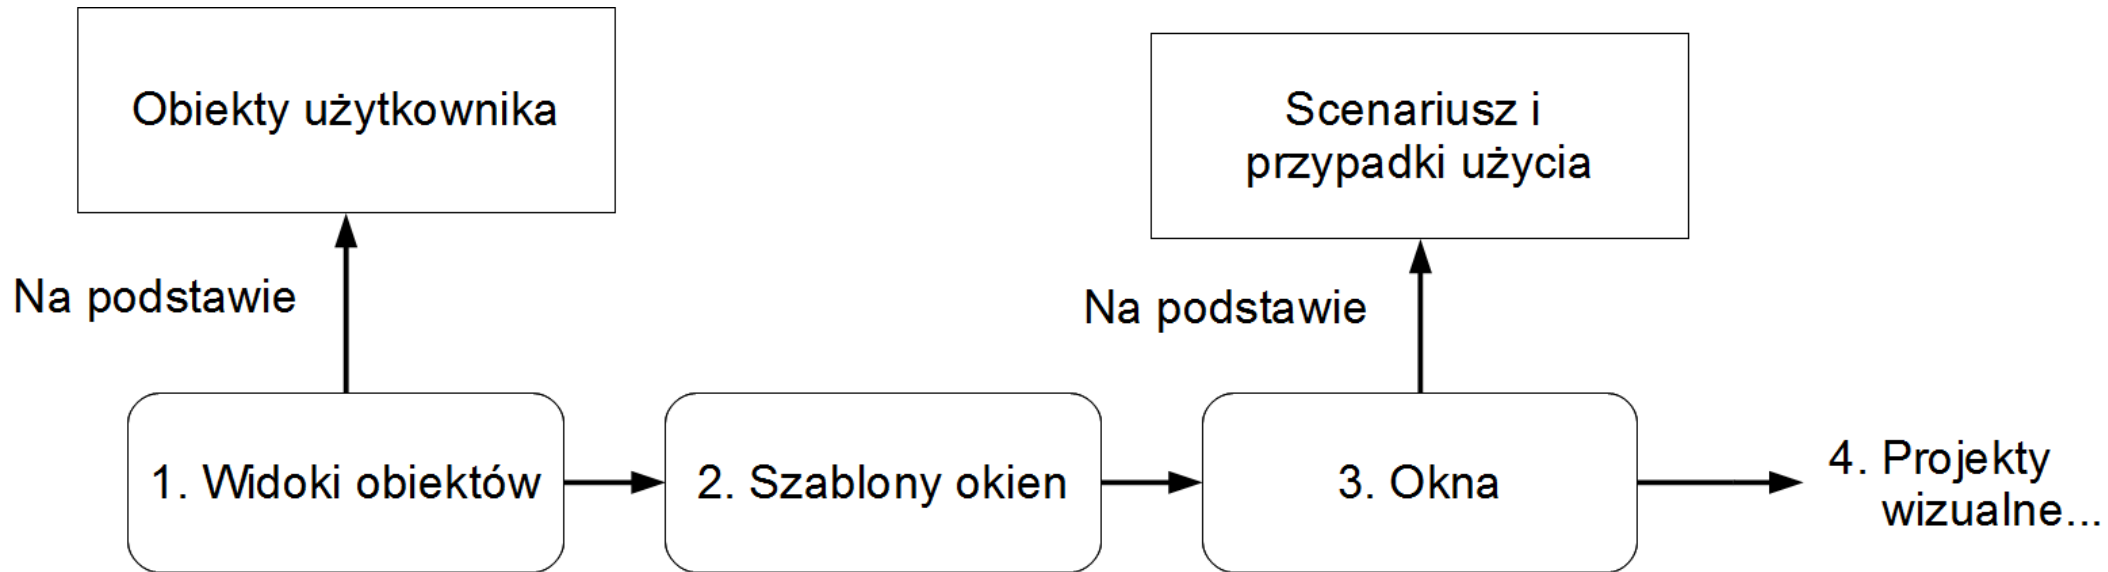 Obiekty użytkownika
Scenariusz i
przypadki użycia
Na podstawie
Na podstawie
1. Widoki obiektów
2. Szablony okien
3. Okna
4. Projekty
wizualne...